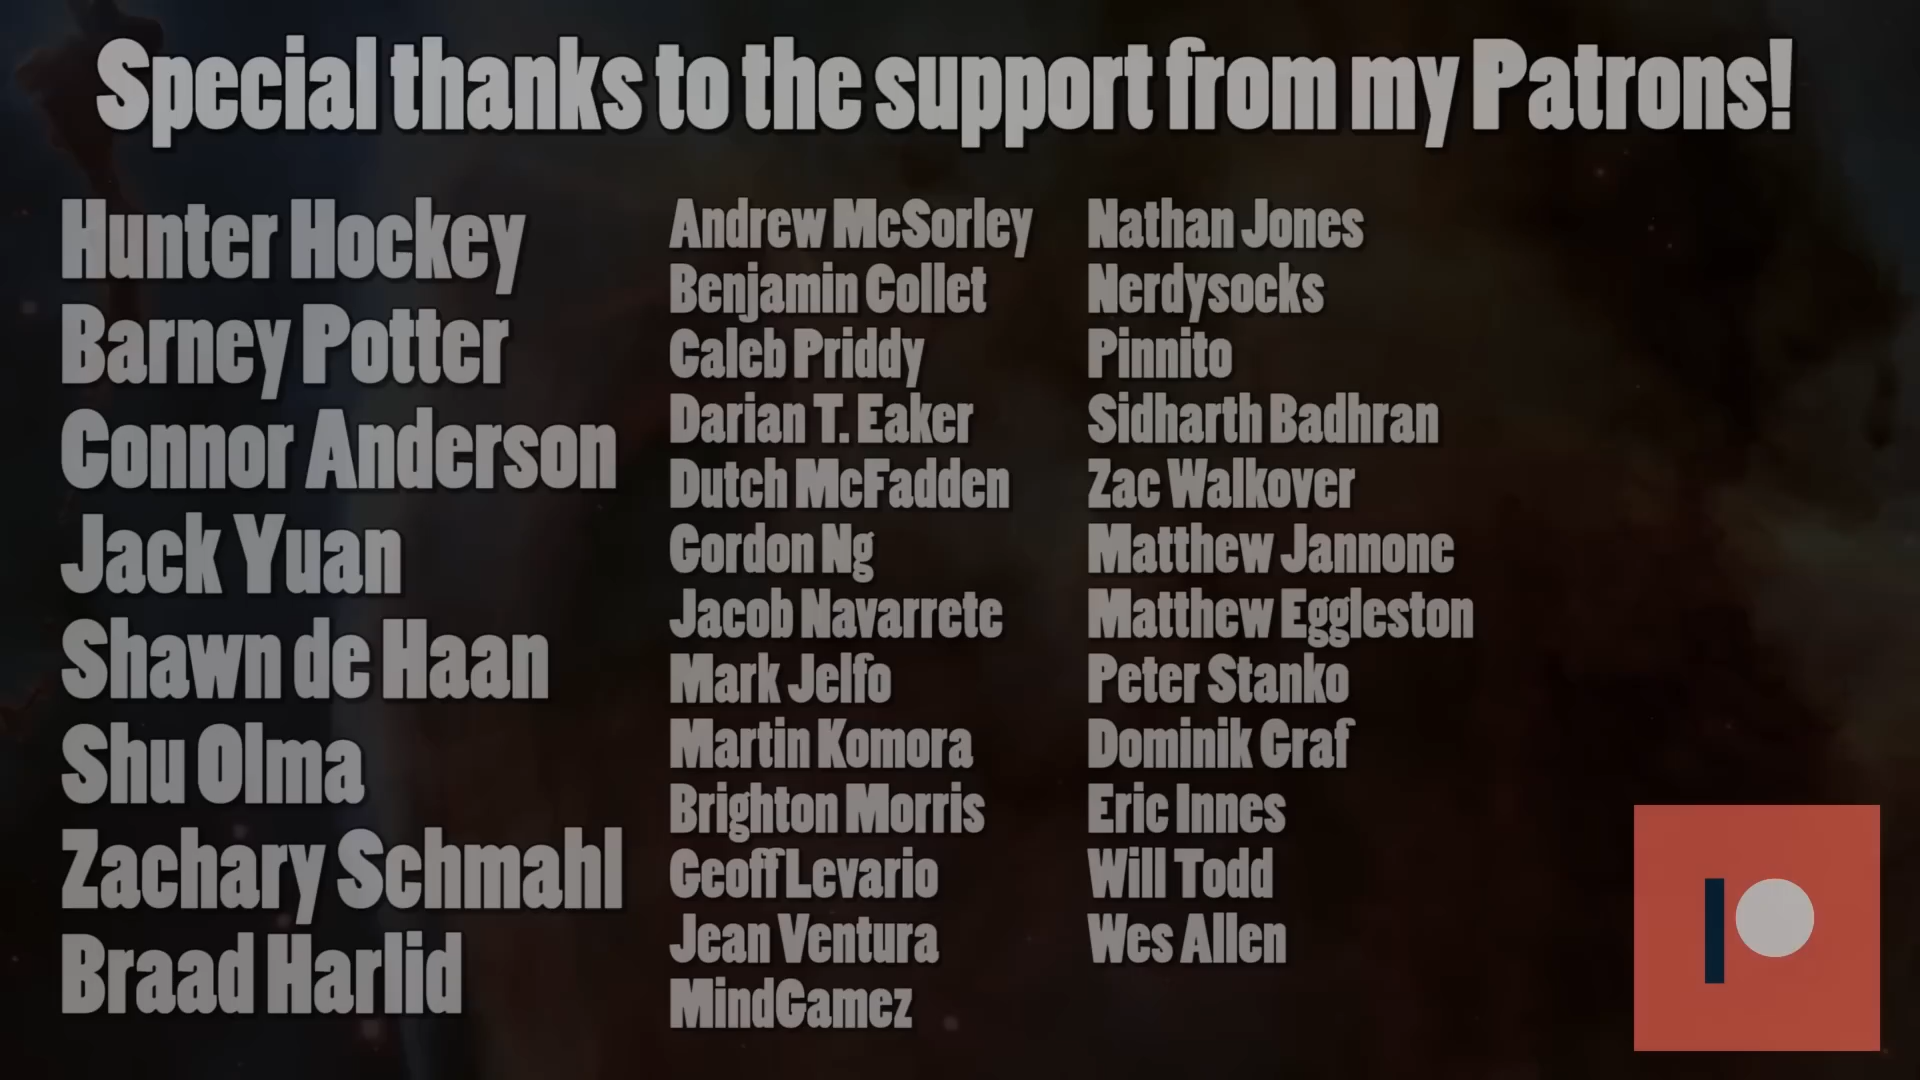 Special thanks to the support from my Patrons!
Hunter Hockey
Barney Potter
Connor Anderson
Jack Yuan
Shawn de Haan
Shu Olma
Zachary Schmahl
Braad Harlid
Andrew McSorley
Benjamin Collet
Caleb Priddy
Darian T. Eaker
Dutch McFadden
Gordon Ng
Jacob Navarrete
Mark Jelfo
Martin Komora
Brighton Morris
Geoff Levario
Jean Ventura
MindGamez
Nathan Jones
Nerdysocks
Pinnito
Sidharth Badhran
Zac Walkover
Matthew Jannone
Matthew Eggleston
Peter Stanko
Dominik Graf
Eric Innes
Will Todd
Wes Allen